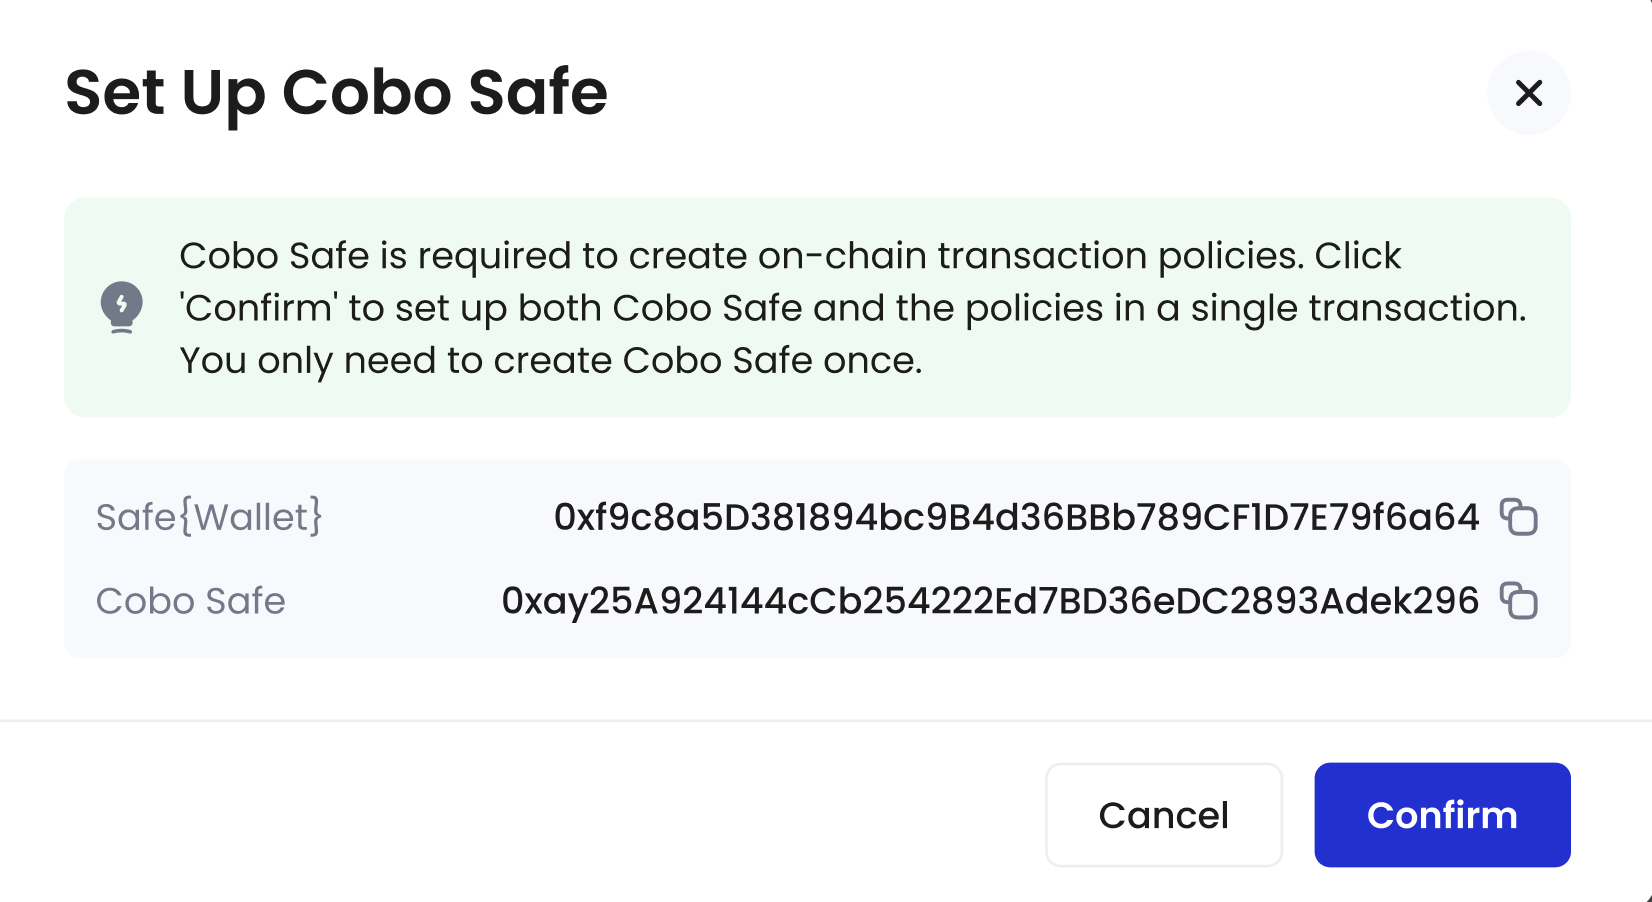 Set Up Cobo Safe
Cobo Safe is required to create on-chain transaction policies. Click
'Confirm' to set up both Cobo Safe and the policies in a single transaction.
You only need to create Cobo Safe once.
Safe{Wallet} 0xf9c8a5D381894bc9B4d36BBb789CF1D7E79f6a64
Cobo Safe 0xay25A924144cCb254222Ed7BD36eDC2893Adek296
Cancel Confirm